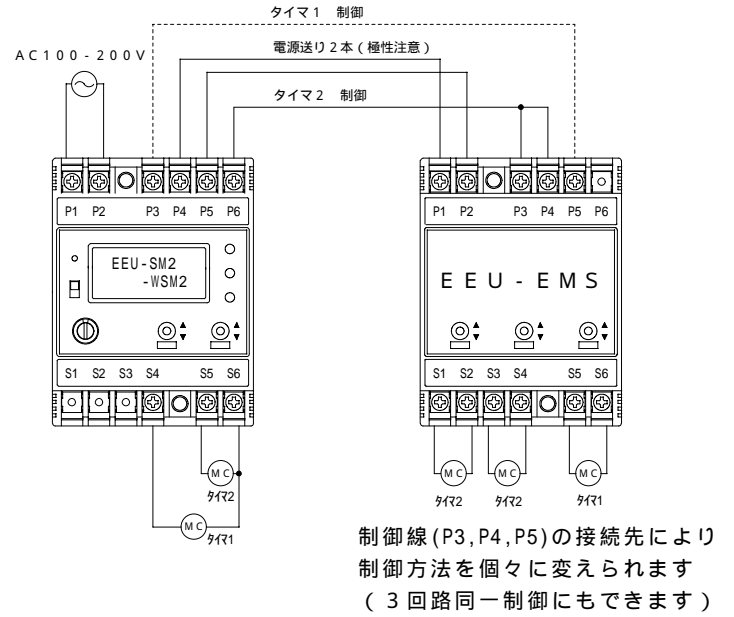 タイマ１　制御
電源送り２本（極性注意）
AC100-200V
タイマ２　制御
P1 P2 P3 P4 P5 P6
P1 P2 P3 P4 P5 P6
EEU-SM2
-WSM2
EEU-EMS
S1 S2 S3 S4 S5 S6
S1 S2 S3 S4 S5 S6
MC
ﾀｲﾏ2
MC
ﾀｲﾏ1
MC
ﾀｲﾏ2
MC
ﾀｲﾏ2
MC
ﾀｲﾏ1
制御線(P3,P4,P5)の接続先により
制御方法を個々に変えられます
（３回路同一制御にもできます）